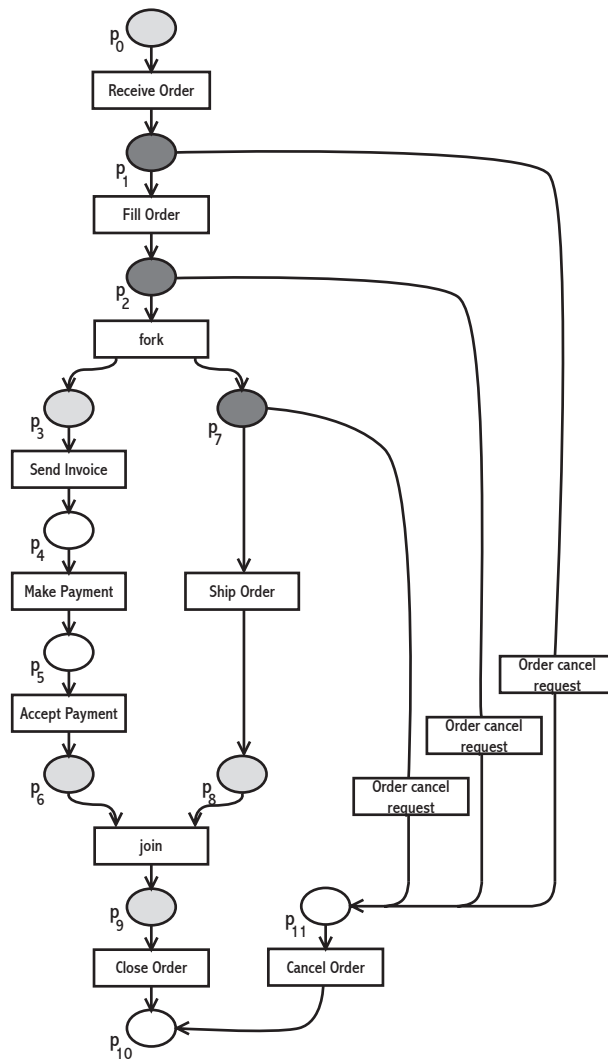 p0
Receive Order
p1
Fill Order
p2
fork
p3
p7
Send Invoice
p4
Make Payment
Ship Order
p5
Order cancel
request
Accept Payment
Order cancel
request
p6
p8
Order cancel
request
join
p9
p11
Close Order
Cancel Order
p10